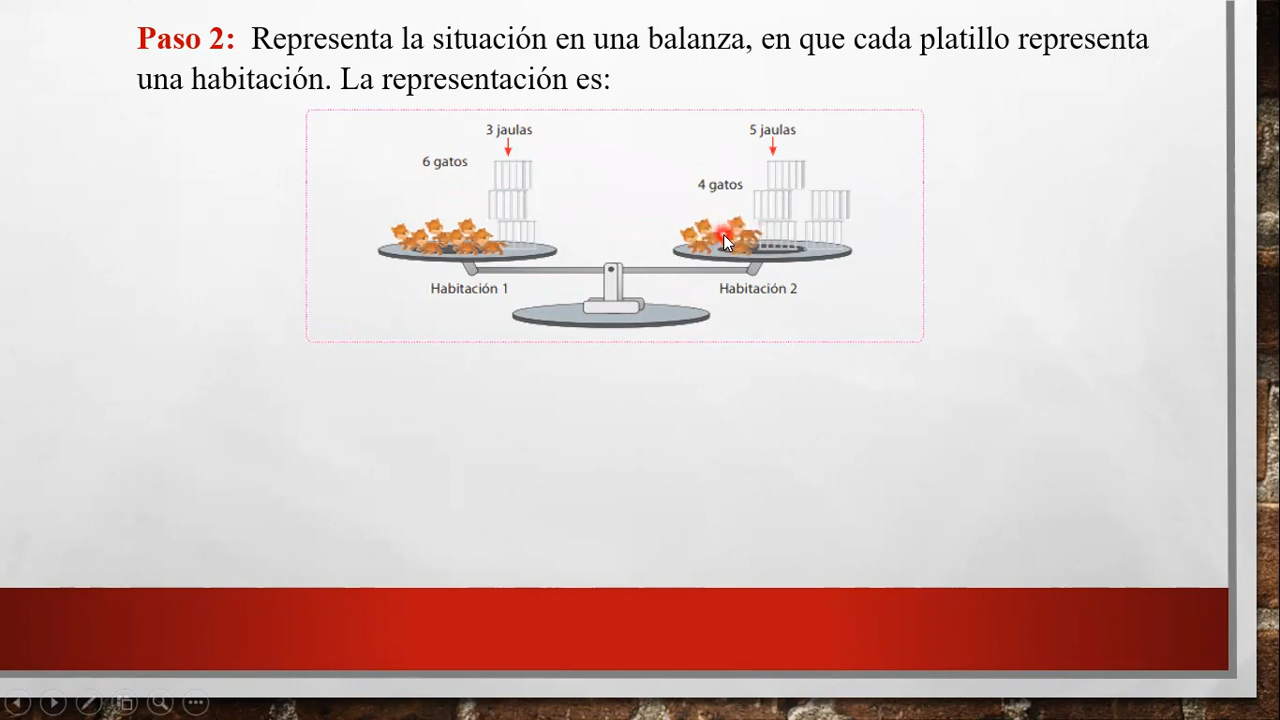 Paso 2: Representa la situación en una balanza, en que cada platillo representa
una habitación. La representación es:
3 jaulas
5 jaulas
6 gatos
4 gatos
Habitación 1
Habitación 2